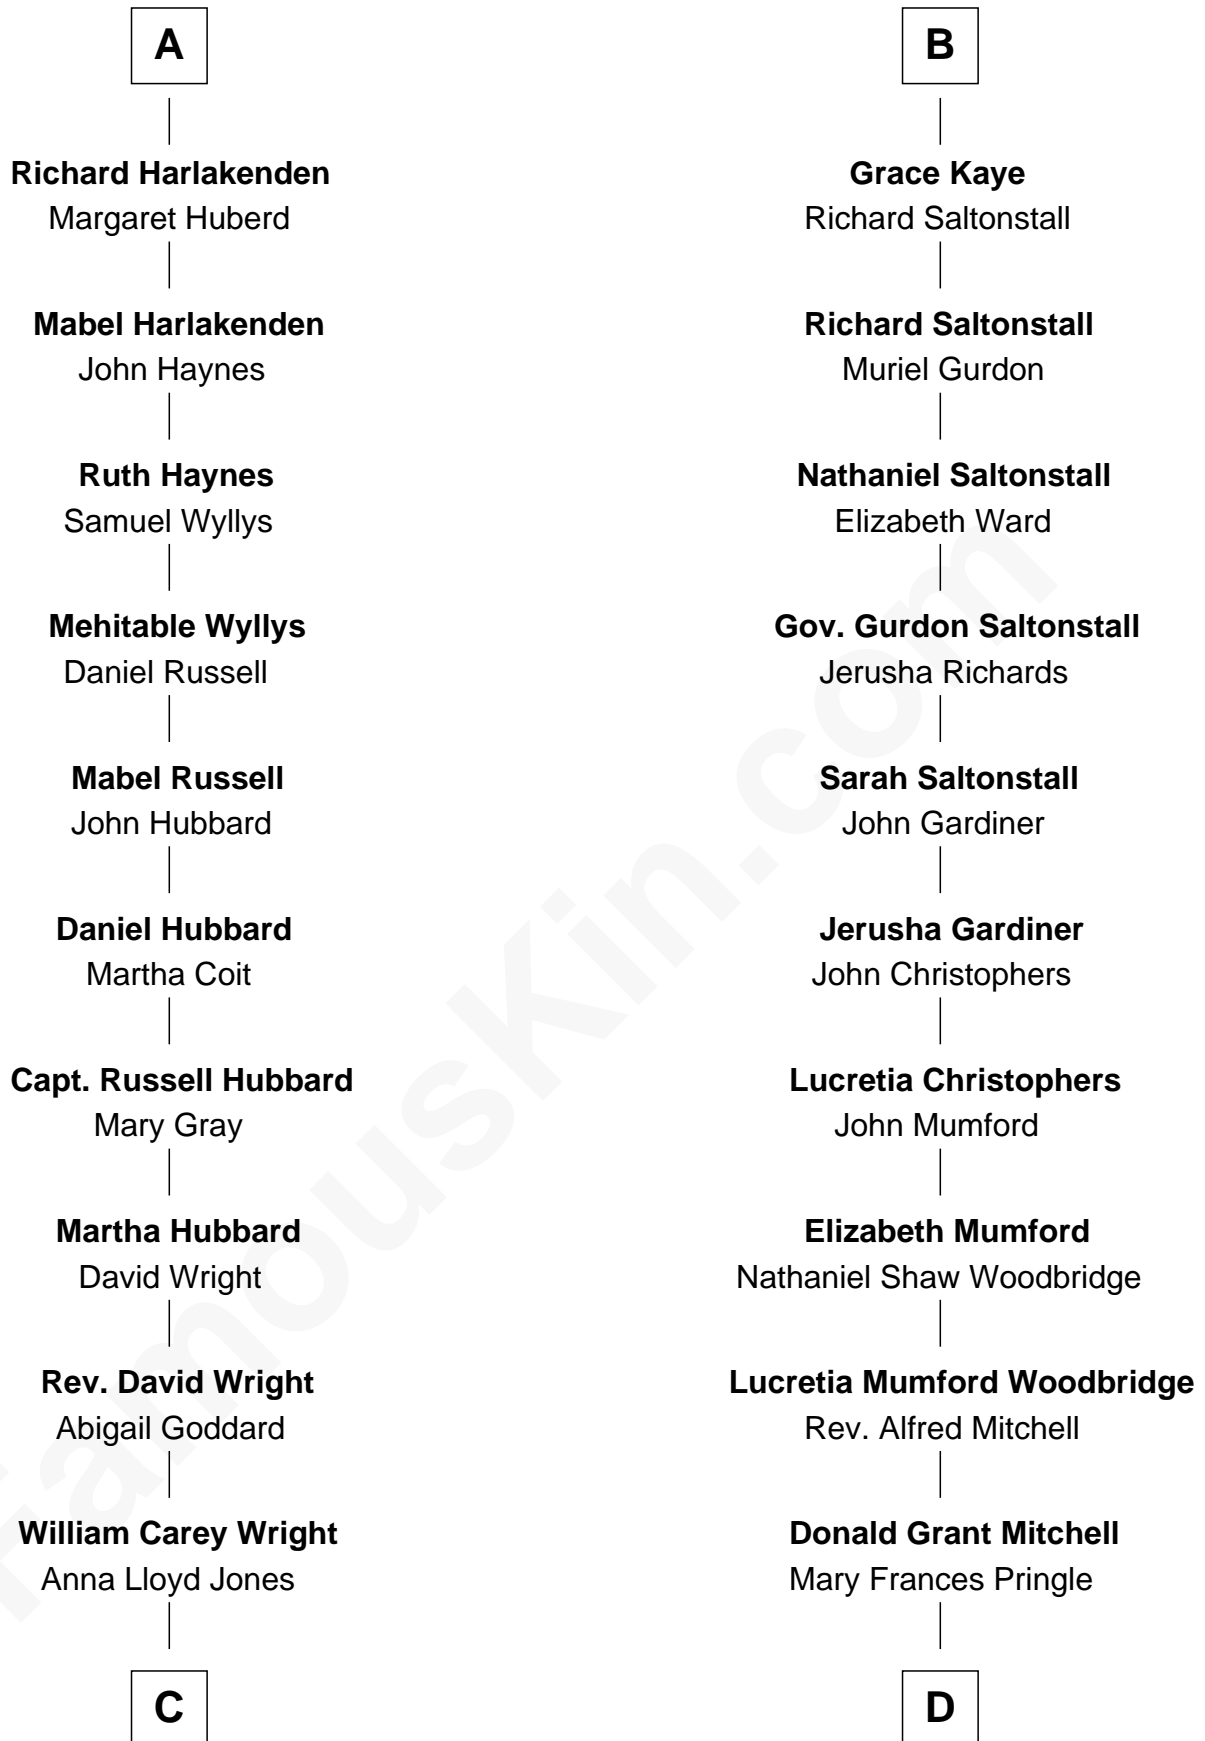 A
Richard Harlakenden
Margaret Huberd
Mabel Harlakenden
John Haynes
Ruth Haynes
Samuel Wyllys
Mehitable Wyllys
Daniel Russell
Mabel Russell
John Hubbard
Daniel Hubbard
Martha Coit
Capt. Russell Hubbard
Mary Gray
Martha Hubbard
David Wright
Rev. David Wright
Abigail Goddard
William Carey Wright
Anna Lloyd Jones
C
B
Grace Kaye
Richard Saltonstall
Richard Saltonstall
Muriel Gurdon
Nathaniel Saltonstall
Elizabeth Ward
Gov. Gurdon Saltonstall
Jerusha Richards
Sarah Saltonstall
John Gardiner
Jerusha Gardiner
John Christophers
Lucretia Christophers
John Mumford
Elizabeth Mumford
Nathaniel Shaw Woodbridge
Lucretia Mumford Woodbridge
Rev. Alfred Mitchell
Donald Grant Mitchell
Mary Frances Pringle
D
FamousKin.com